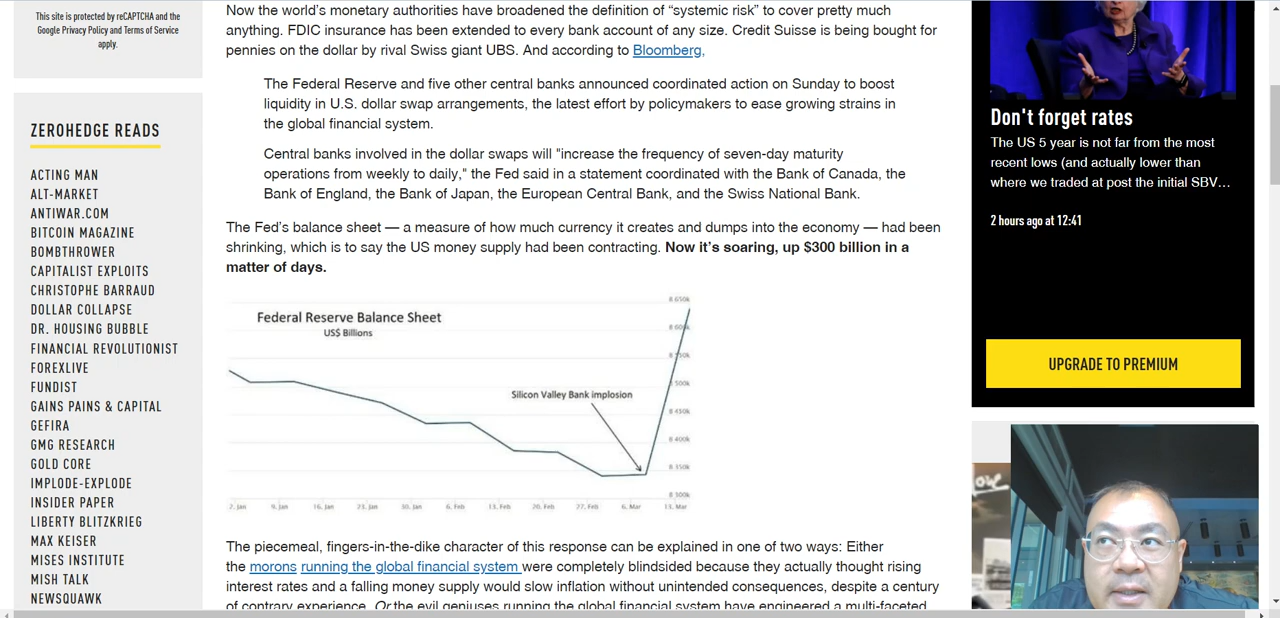 This site is protected by reCAPTCHA and the
Google Privacy Policy and Terms of Service
apply.
ZEROHEDGE READS
ACTING MAN
ALT-MARKET
ANTIWAR.COM
BITCOIN MAGAZINE
BOMBTHROWER
CAPITALIST EXPLOITS
CHRISTOPHE BARRAUD
DOLLAR COLLAPSE
DR. HOUSING BUBBLE
FINANCIAL REVOLUTIONIST
FOREXLIVE
FUNDIST
GAINS PAINS & CAPITAL
GEFIRA
GMG RESEARCH
GOLD CORE
IMPLODE-EXPLODE
INSIDER PAPER
LIBERTY BLITZKRIEG
MAX KEISER
MISES INSTITUTE
MISH TALK
NEWSQUAWK
Now the world's monetary authorities have broadened the definition of “systemic risk” to cover pretty much
anything. FDIC insurance has been extended to every bank account of any size. Credit Suisse is being bought for
pennies on the dollar by rival Swiss giant UBS. And according to Bloomberg,
The Federal Reserve and five other central banks announced coordinated action on Sunday to boost
liquidity in U.S. dollar swap arrangements, the latest effort by policymakers to ease growing strains in
the global financial system.
Central banks involved in the dollar swaps will "increase the frequency of seven-day maturity
operations from weekly to daily," the Fed said in a statement coordinated with the Bank of Canada, the
Bank of England, the Bank of Japan, the European Central Bank, and the Swiss National Bank.
The Fed's balance sheet — a measure of how much currency it creates and dumps into the economy — had been
shrinking, which is to say the US money supply had been contracting. Now it's soaring, up $300 billion in a
matter of days.
Federal Reserve Balance Sheet
US$ Billions
Silicon Valley Bank implosion
8 650k
8 600k
8 550k
8 500k
8 450k
8 400k
8 350k
8 300k
2. Jan 9. Jan 16. Jan 23. Jan 30. Jan 6. Feb 13. Feb 20. Feb 27. Feb 6. Mar 13. Mar
The piecemeal, fingers-in-the-dike character of this response can be explained in one of two ways: Either
the morons running the global financial system were completely blindsided because they actually thought rising
interest rates and a falling money supply would slow inflation without unintended consequences, despite a century
of contrary experience. Or the evil geniuses running the global financial system have engineered a multi-faceted
Don't forget rates
The US 5 year is not far from the most
recent lows (and actually lower than
where we traded at post the initial SBV...
2 hours ago at 12:41
UPGRADE TO PREMIUM